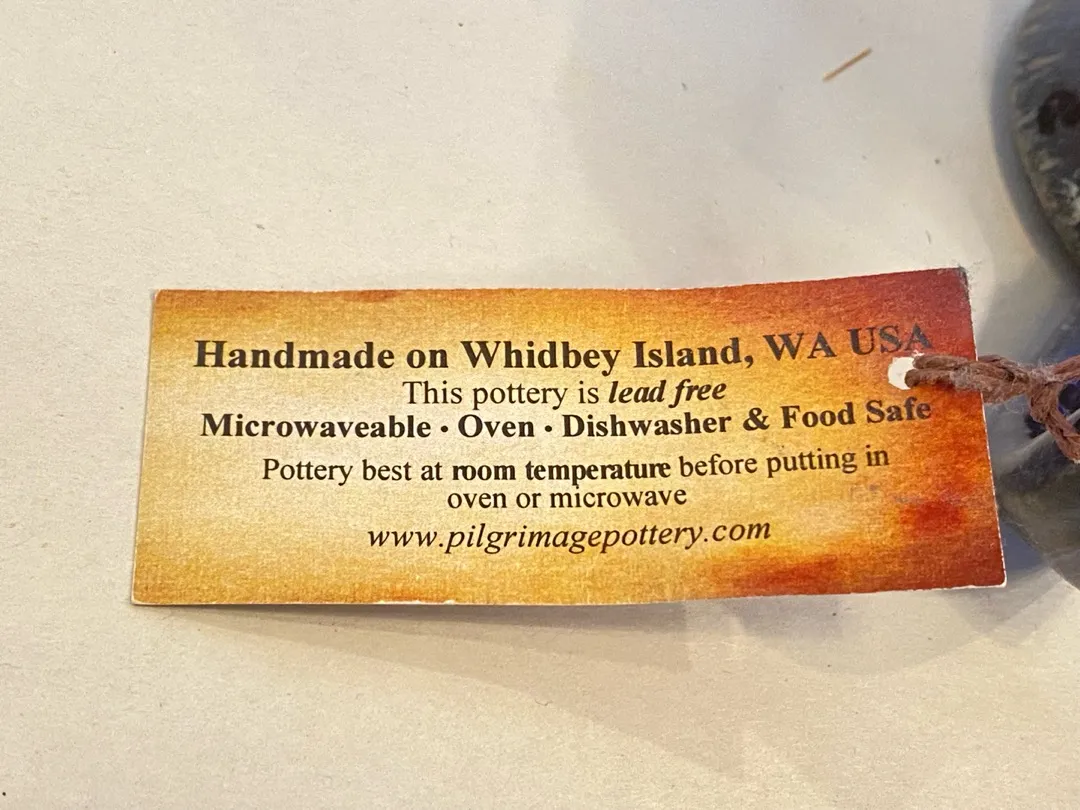 Handmade on Whidbey Island, WA USA
This pottery is lead free
Microwaveable • Oven • Dishwasher & Food Safe
Pottery best at room temperature before putting in
oven or microwave
www.pilgrimagepottery.com